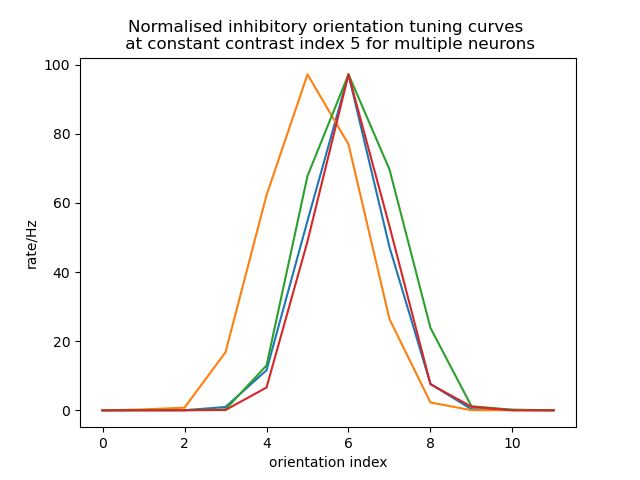 Normalised inhibitory orientation tuning curves
at constant contrast index 5 for multiple neurons
100
80
60
40
20
0
rate/Hz
0 2 4 6 8 10
orientation index